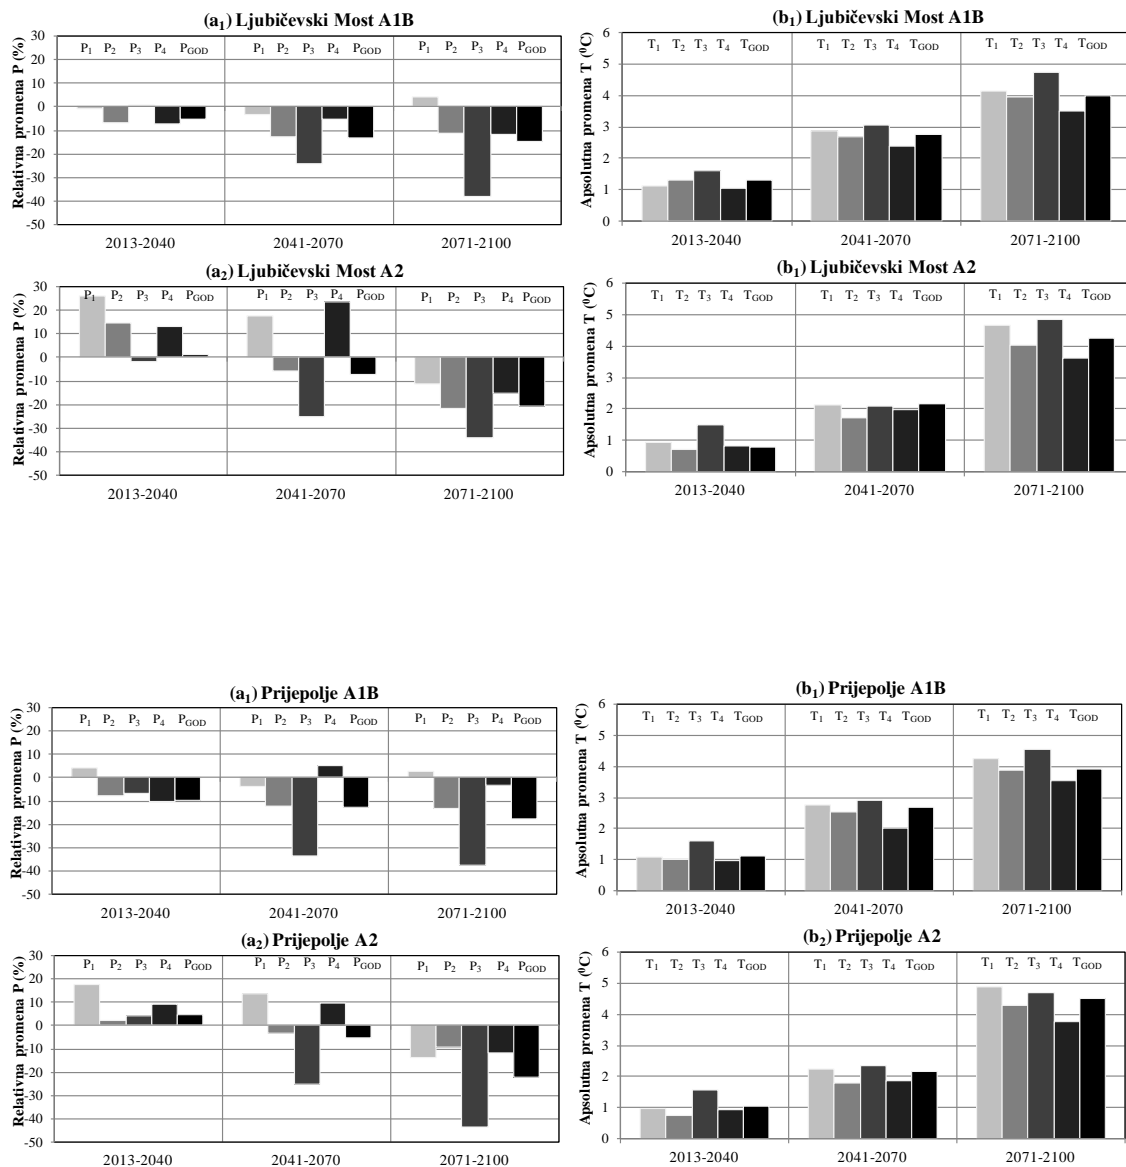 (a1) Ljubičevski Most A1B
Relativna promena P (%)
30
20
10
0
-10
-20
-30
-40
-50
P1 P2 P3 P4 PGOD
P1 P2 P3 P4 PGOD
P1 P2 P3 P4 PGOD
2013-2040 2041-2070 2071-2100
(b1) Ljubičevski Most A1B
Apsolutna promena T (⁰C)
6
5
4
3
2
1
0
T1 T2 T3 T4 TGOD
T1 T2 T3 T4 TGOD
T1 T2 T3 T4 TGOD
2013-2040 2041-2070 2071-2100
(a2) Ljubičevski Most A2
Relativna promena P (%)
30
20
10
0
-10
-20
-30
-40
-50
P1 P2 P3 P4 PGOD
P1 P2 P3 P4 PGOD
P1 P2 P3 P4 PGOD
2013-2040 2041-2070 2071-2100
(b1) Ljubičevski Most A2
Apsolutna promena T (⁰C)
6
5
4
3
2
1
0
T1 T2 T3 T4 TGOD
T1 T2 T3 T4 TGOD
T1 T2 T3 T4 TGOD
2013-2040 2041-2070 2071-2100
(a1) Prijepolje A1B
Relativna promena P (%)
30
20
10
0
-10
-20
-30
-40
-50
P1 P2 P3 P4 PGOD
P1 P2 P3 P4 PGOD
P1 P2 P3 P4 PGOD
2013-2040 2041-2070 2071-2100
(b1) Prijepolje A1B
Apsolutna promena T (⁰C)
6
5
4
3
2
1
0
T1 T2 T3 T4 TGOD
T1 T2 T3 T4 TGOD
T1 T2 T3 T4 TGOD
2013-2040 2041-2070 2071-2100
(a2) Prijepolje A2
Relativna promena P (%)
30
20
10
0
-10
-20
-30
-40
-50
P1 P2 P3 P4 PGOD
P1 P2 P3 P4 PGOD
P1 P2 P3 P4 PGOD
2013-2040 2041-2070 2071-2100
(b2) Prijepolje A2
Apsolutna promena T (⁰C)
6
5
4
3
2
1
0
T1 T2 T3 T4 TGOD
T1 T2 T3 T4 TGOD
T1 T2 T3 T4 TGOD
2013-2040 2041-2070 2071-2100